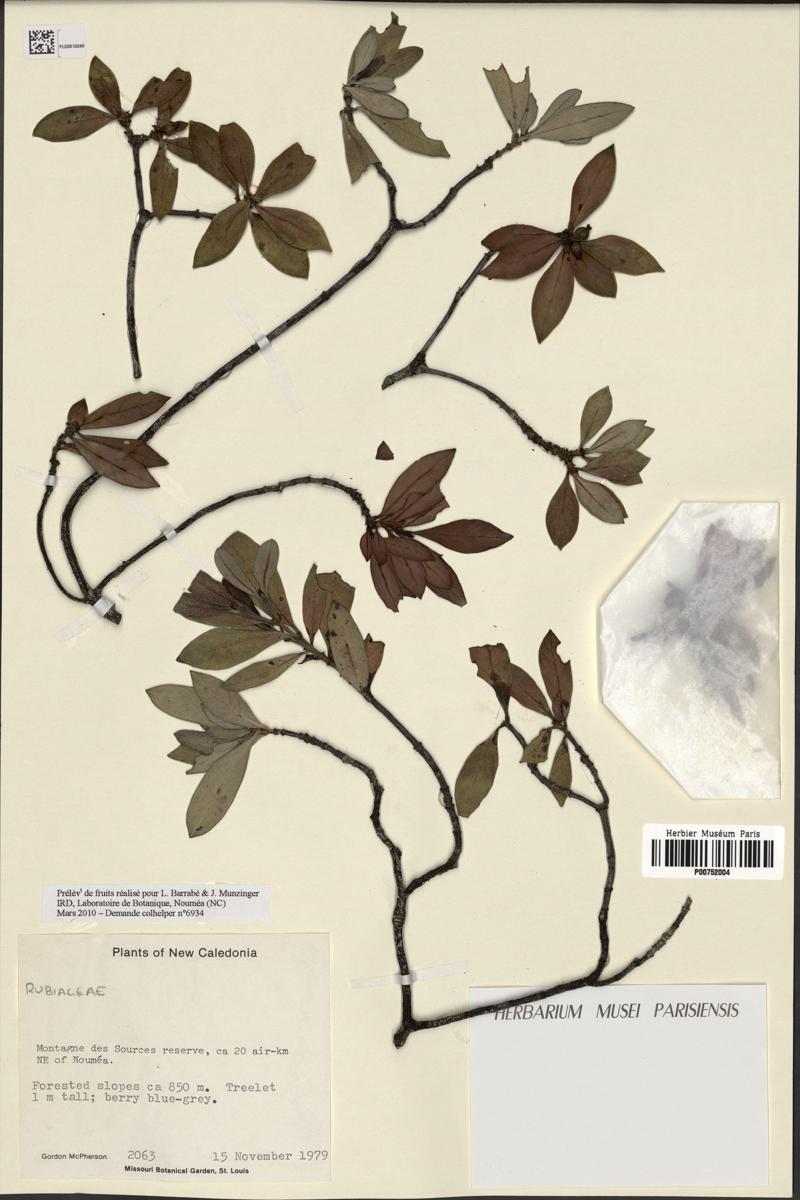 PU0010340
Herbier Muséum Paris
P00752004
Prélèvt de fruits réalisé pour L. Barrabé & J. Munzinger
IRD, Laboratoire de Botanique, Nouméa (NC)
Mars 2010 – Demande colhelper n°6934
Plants of New Caledonia
RUBIACEAE
Montagne des Sources reserve, ca 20 air-km
NE of Nouméa.
Forested slopes ca 850 m. Treelet
1 m tall; berry blue-grey.
Gordon McPherson 2063 15 November 1979
Missouri Botanical Garden, St. Louis
HERBARIUM MUSEI PARISIENSIS